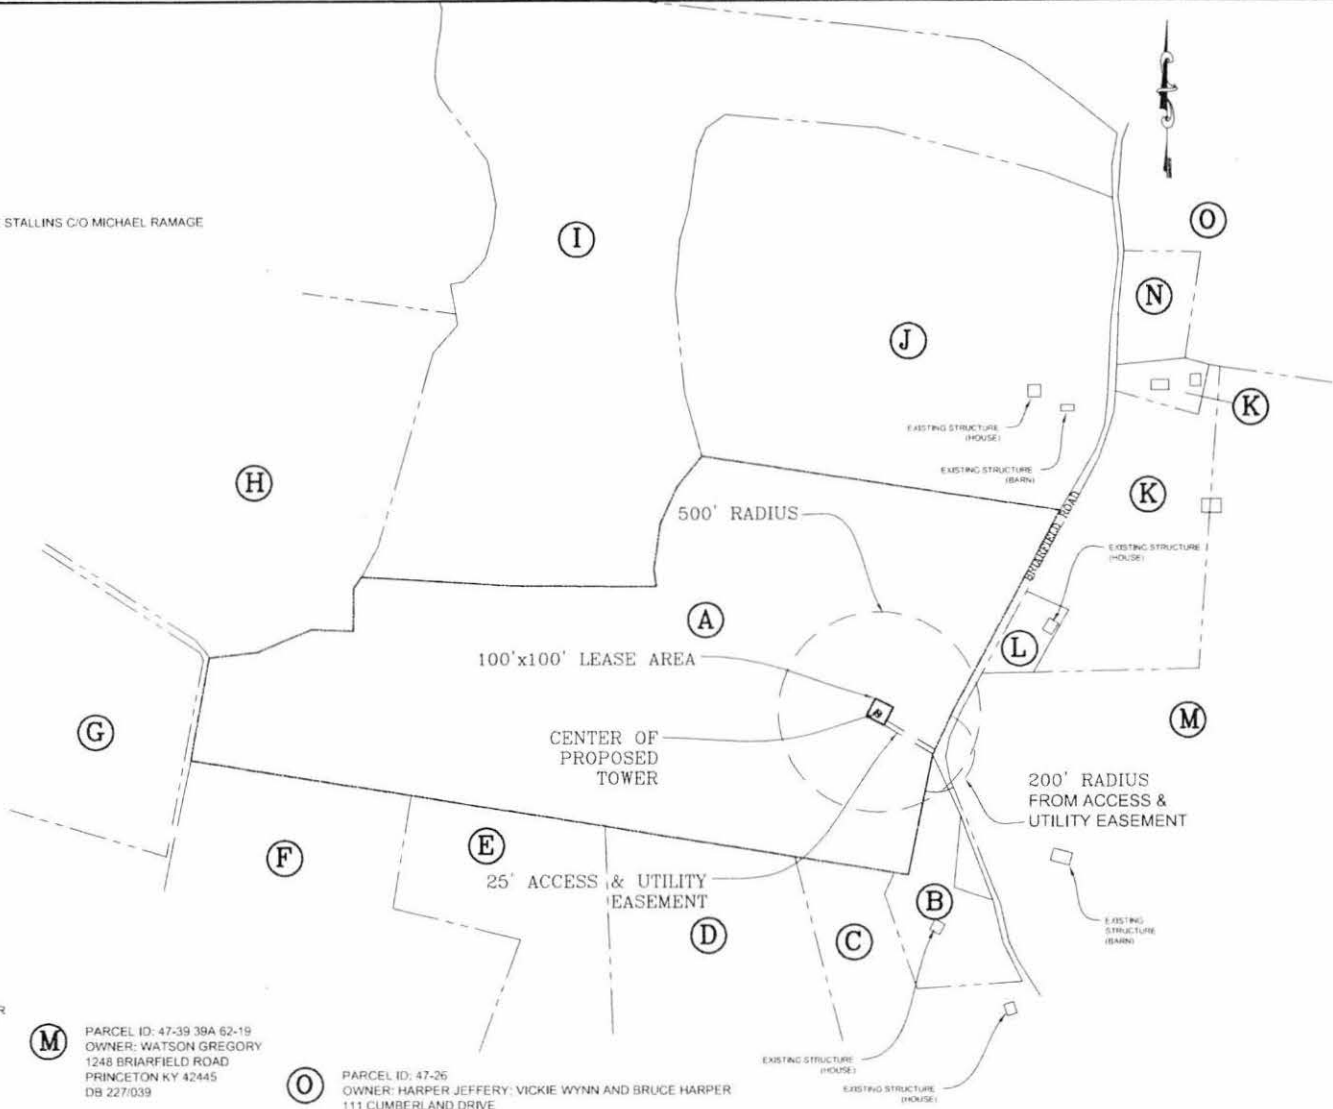 STALLINS C/O MICHAEL RAMAGE
I
O
N
J
K
EXISTING STRUCTURE
(HOUSE)
EXISTING STRUCTURE
(BARN)
H
K
500' RADIUS
BRIARFIELD ROAD
EXISTING STRUCTURE
(HOUSE)
A
L
100'x100' LEASE AREA
G
M
CENTER OF
PROPOSED
TOWER
200' RADIUS
FROM ACCESS &
UTILITY EASEMENT
F
E
25' ACCESS & UTILITY
EASEMENT
B
D
C
EXISTING
STRUCTURE
(BARN)
R
M
PARCEL ID: 47-39 39A 62-19
OWNER: WATSON GREGORY
1248 BRIARFIELD ROAD
PRINCETON KY 42445
DB 227/039
EXISTING STRUCTURE
(HOUSE)
O
PARCEL ID: 47-26
OWNER: HARPER JEFFERY; VICKIE WYNN AND BRUCE HARPER
111 CUMBERLAND DRIVE
EXISTING STRUCTURE
(HOUSE)